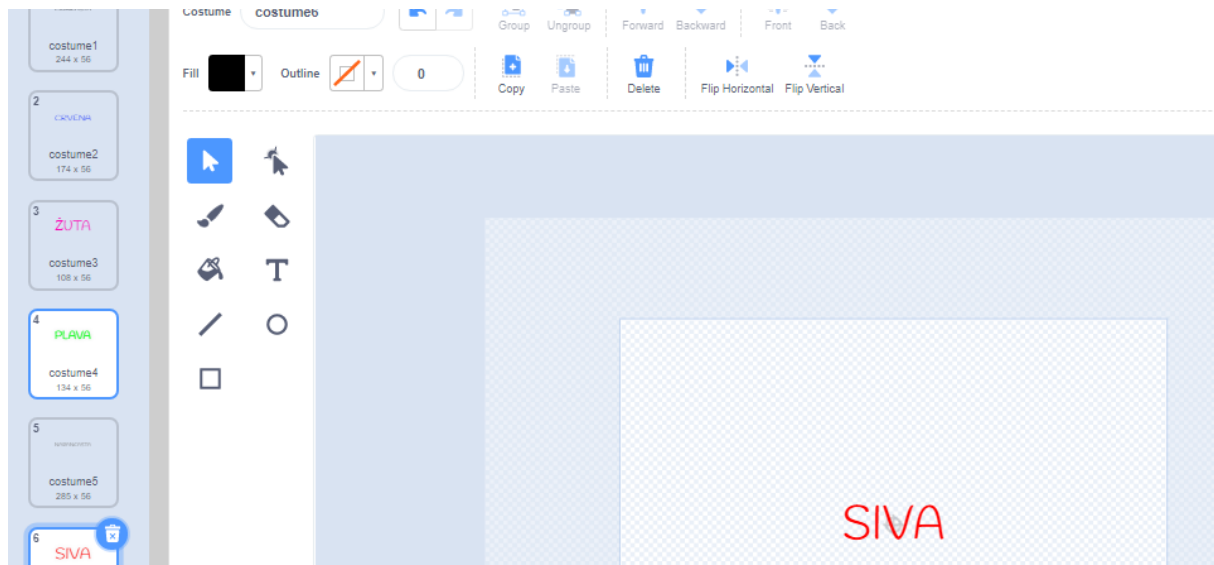 Costume costume6
Group Ungroup Forward Backward Front Back
Fill Outline 0
Copy Paste Delete Flip Horizontal Flip Vertical
costume1
244 x 56
2
CRVENA
costume2
174 x 56
3
ŽUTA
costume3
108 x 56
4
PLAVA
costume4
134 x 56
5
costume5
285 x 56
6
SIVA
SIVA